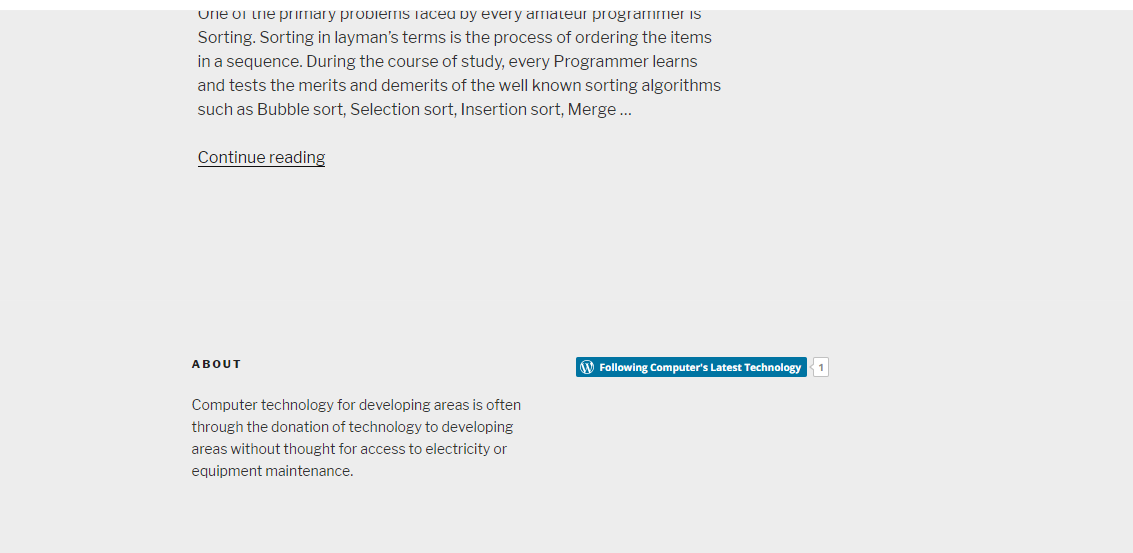 One of the primary problems faced by every amateur programmer is
Sorting. Sorting in layman’s terms is the process of ordering the items
in a sequence. During the course of study, every Programmer learns
and tests the merits and demerits of the well known sorting algorithms
such as Bubble sort, Selection sort, Insertion sort, Merge …
Continue reading
ABOUT
Following Computer's Latest Technology
1
Computer technology for developing areas is often
through the donation of technology to developing
areas without thought for access to electricity or
equipment maintenance.